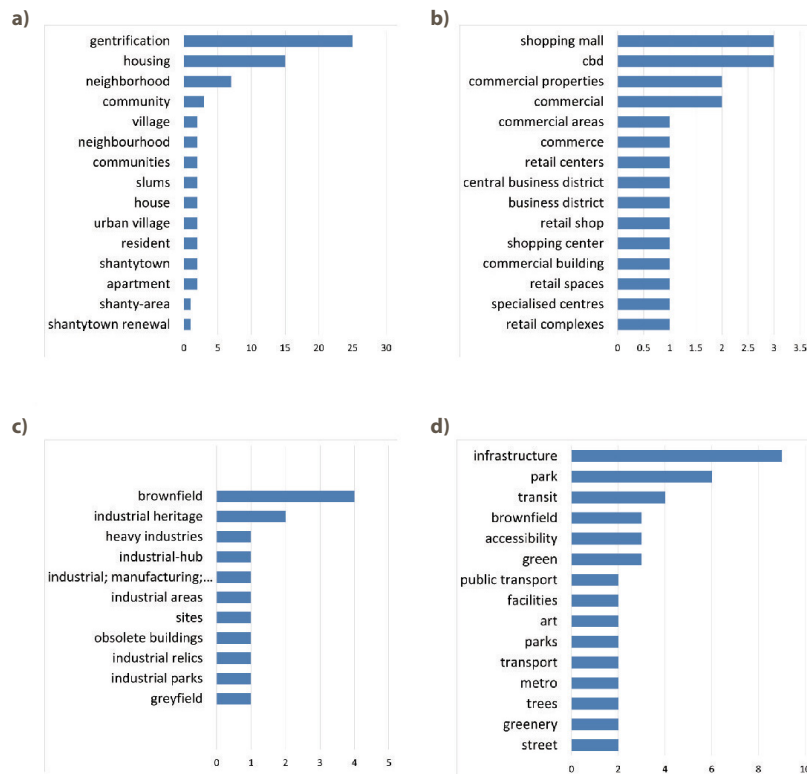 a)
gentrification
housing
neighborhood
community
village
neighbourhood
communities
slums
house
urban village
resident
shantytown
apartment
shanty-area
shantytown renewal
0 5 10 15 20 25 30
b)
shopping mall
cbd
commercial properties
commercial
commercial areas
commerce
retail centers
central business district
business district
retail shop
shopping center
commercial building
retail spaces
specialised centres
retail complexes
0 0.5 1 1.5 2 2.5 3 3.5
c)
brownfield
industrial heritage
heavy industries
industrial-hub
industrial; manufacturing;...
industrial areas
sites
obsolete buildings
industrial relics
industrial parks
greyfield
0 1 2 3 4 5
d)
infrastructure
park
transit
brownfield
accessibility
green
public transport
facilities
art
parks
transport
metro
trees
greenery
street
0 2 4 6 8 10